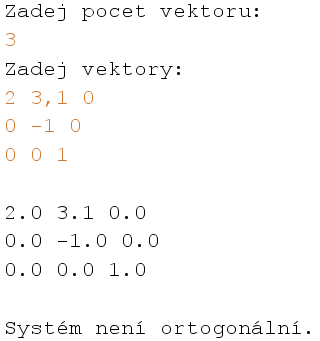 Zadej pocet vektoru:
3
Zadej vektory:
2 3,1 0
0 -1 0
0 0 1
2.0 3.1 0.0
0.0 -1.0 0.0
0.0 0.0 1.0
Systém není ortogonální.